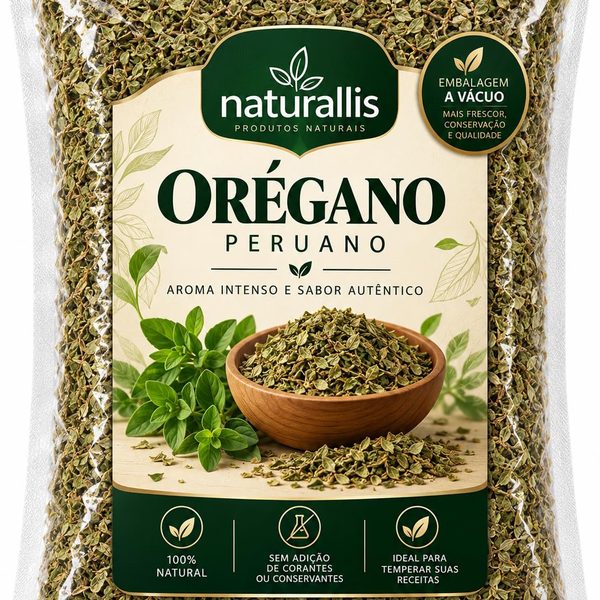 naturallis
PRODUTOS NATURAIS
EMBALAGEM
A VÁCUO
MAIS FRESCOR,
CONSERVAÇÃO
E QUALIDADE
ORÉGANO
PERUANO
AROMA INTENSO E SABOR AUTÊNTICO
100%
NATURAL
SEM ADIÇÃO
DE CORANTES
OU CONSERVANTES
IDEAL PARA
TEMPERAR SUAS
RECEITAS